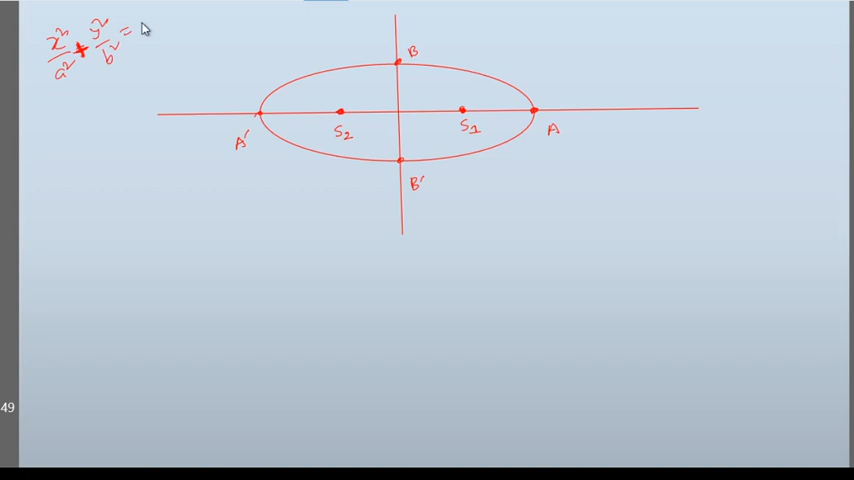 x²/a² + y²/b² =
B
S₂
S₁
A
A'
B'
49